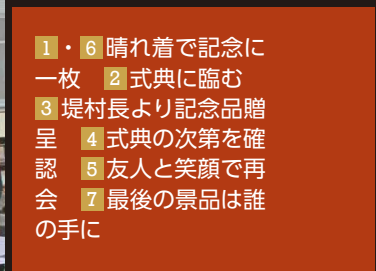 1・6晴れ着で記念に
一枚　2式典に臨む
3堤村長より記念品贈
呈　4式典の次第を確
認　5友人と笑顔で再
会　7最後の景品は誰
の手に